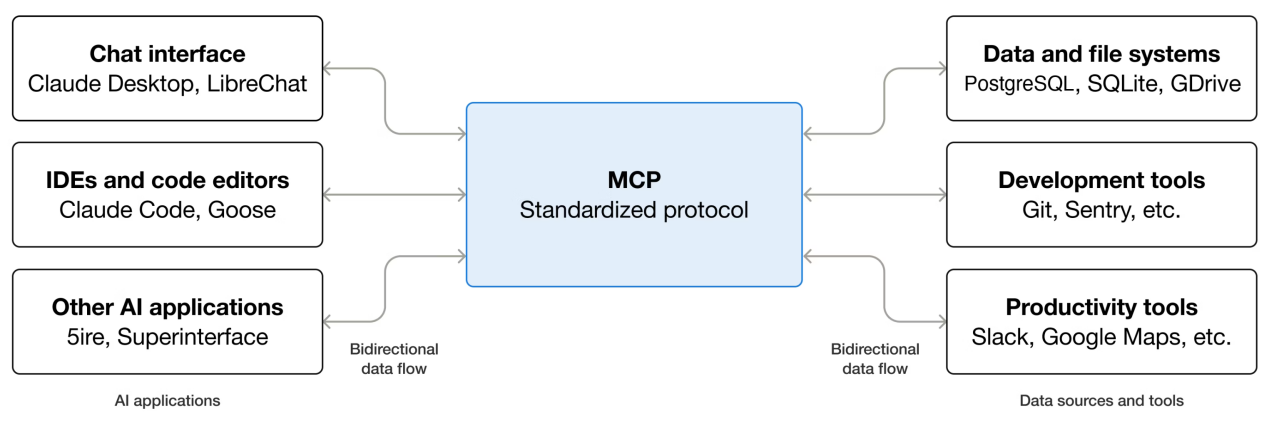 Chat interface
Claude Desktop, LibreChat
IDEs and code editors
Claude Code, Goose
Other AI applications
5ire, Superinterface
AI applications
Bidirectional
data flow
MCP
Standardized protocol
Bidirectional
data flow
Data and file systems
PostgreSQL, SQLite, GDrive
Development tools
Git, Sentry, etc.
Productivity tools
Slack, Google Maps, etc.
Data sources and tools